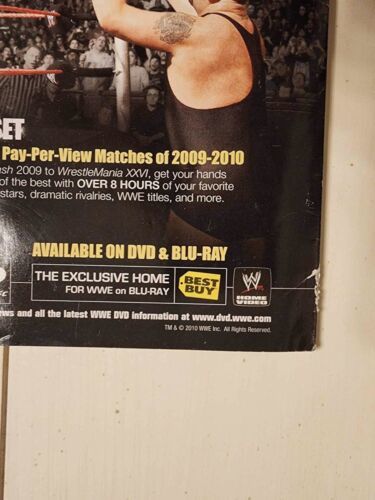 SET
Pay-Per-View Matches of 2009-2010
2009 to WrestleMania XXVI, get your hands
of the best with OVER 8 HOURS of your favorite
stars, dramatic rivalries, WWE titles, and more.
AVAILABLE ON DVD & BLU-RAY
THE EXCLUSIVE HOME
FOR WWE on BLU-RAY
BEST
BUY
W
HOME
VIDEO
and all the latest WWE DVD information at www.dvd.wwe.com
TM & © 2010 WWE Inc. All Rights Reserved.